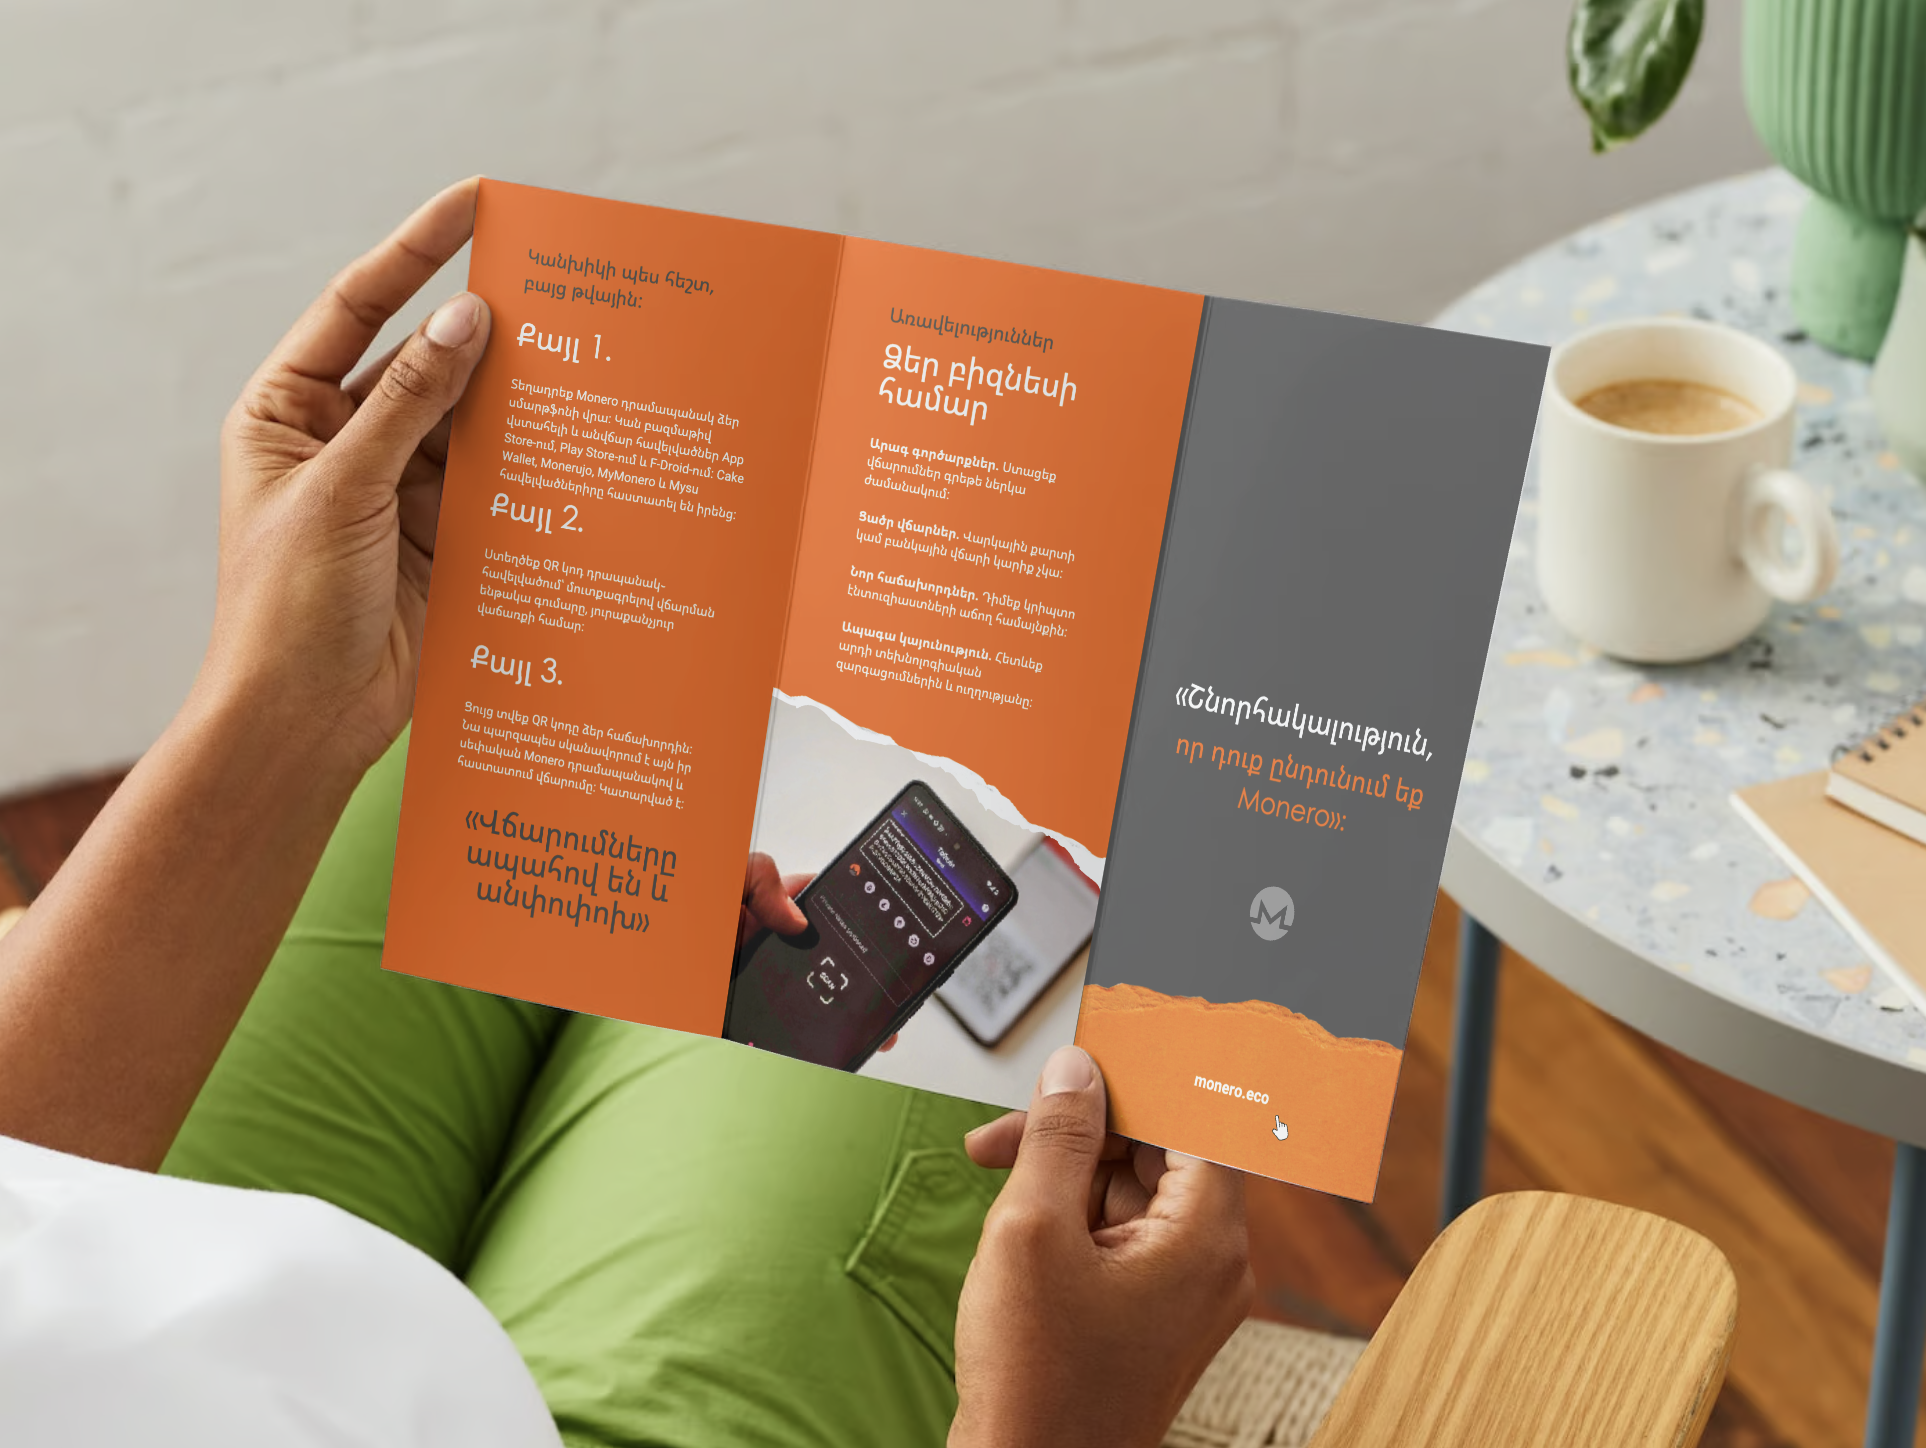 Կանխիկի պես հեշտ,
բայց թվային:
Քայլ 1.
Տեղադրեք Monero դրամապանակ ձեր
սմարթֆոնի վրա: Կան բազմաթիվ
վստահելի և անվճար հավելվածներ App
Store-ում, Play Store-ում և F-Droid-ում: Cake
Wallet, Monerujo, MyMonero և Mysu
հավելվածներիրը հաստատել են իրենց:
Քայլ 2.
Ստեղծեք QR կոդ դրապանակ-
հավելվածում՝ մուտքագրելով վճարման
ենթակա գումարը, յուրաքանչյուր
վաճառքի համար:
Քայլ 3.
Ցույց տվեք QR կոդը ձեր հաճախորդին:
Նա պարզապես սկանավորում է այն իր
սեփական Monero դրամապանակով և
հաստատում վճարումը: Կատարված է:
«Վճարումները
ապահով են և
անփոփոխ»
Առավելություններ
Ձեր բիզնեսի
համար
Արագ գործարքներ. Ստացեք
վճարումներ գրեթե ներկա
ժամանակում:
Ցածր վճարներ. Վարկային քարտի
կամ բանկային վճարի կարիք չկա:
Նոր հաճախորդներ. Դիմեք կրիպտո
էնտուզիաստների աճող համայնքին:
Ապագա կայունություն. Հետևեք
արդի տեխնոլոգիական
զարգացումներին և ուղղությանը:
SCAN
«Շնորհակալություն,
որ դուք ընդունում եք
Monero»:
monero.eco